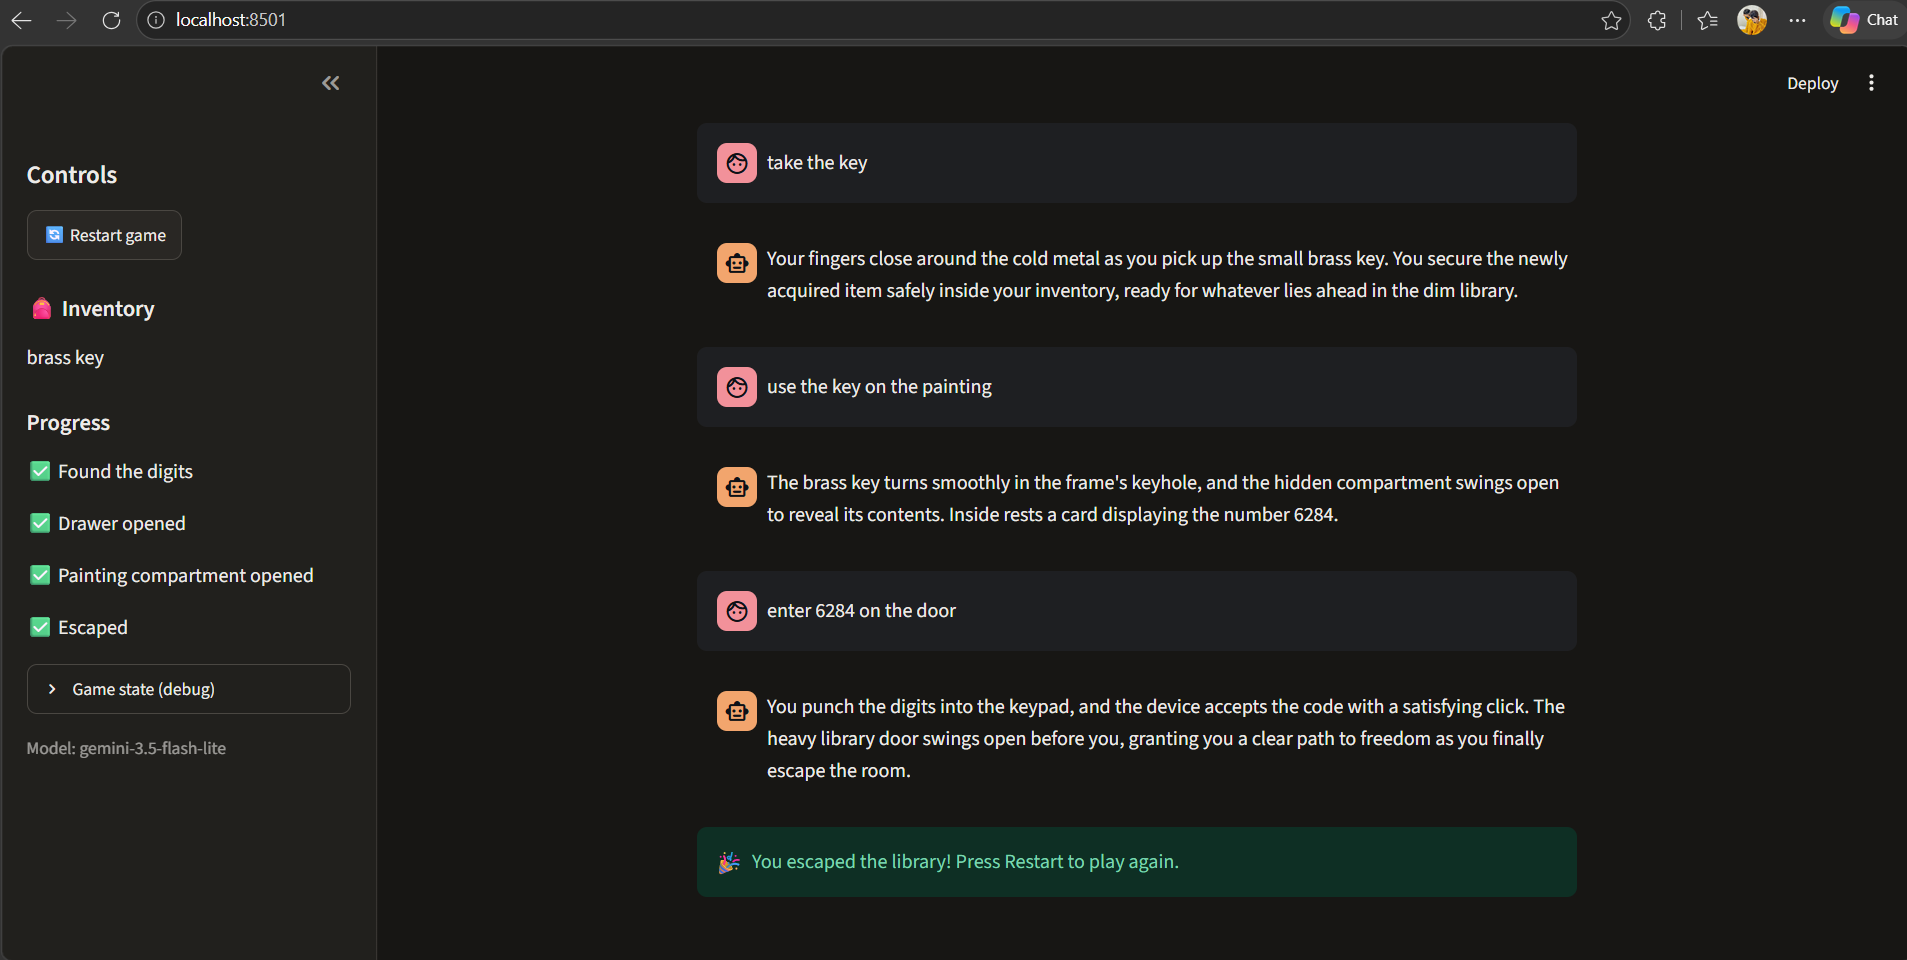 localhost:8501
Chat
Deploy
Controls
Restart game
Inventory
brass key
Progress
Found the digits
Drawer opened
Painting compartment opened
Escaped
Game state (debug)
Model: gemini-3.5-flash-lite
take the key
Your fingers close around the cold metal as you pick up the small brass key. You secure the newly
acquired item safely inside your inventory, ready for whatever lies ahead in the dim library.
use the key on the painting
The brass key turns smoothly in the frame's keyhole, and the hidden compartment swings open
to reveal its contents. Inside rests a card displaying the number 6284.
enter 6284 on the door
You punch the digits into the keypad, and the device accepts the code with a satisfying click. The
heavy library door swings open before you, granting you a clear path to freedom as you finally
escape the room.
You escaped the library! Press Restart to play again.